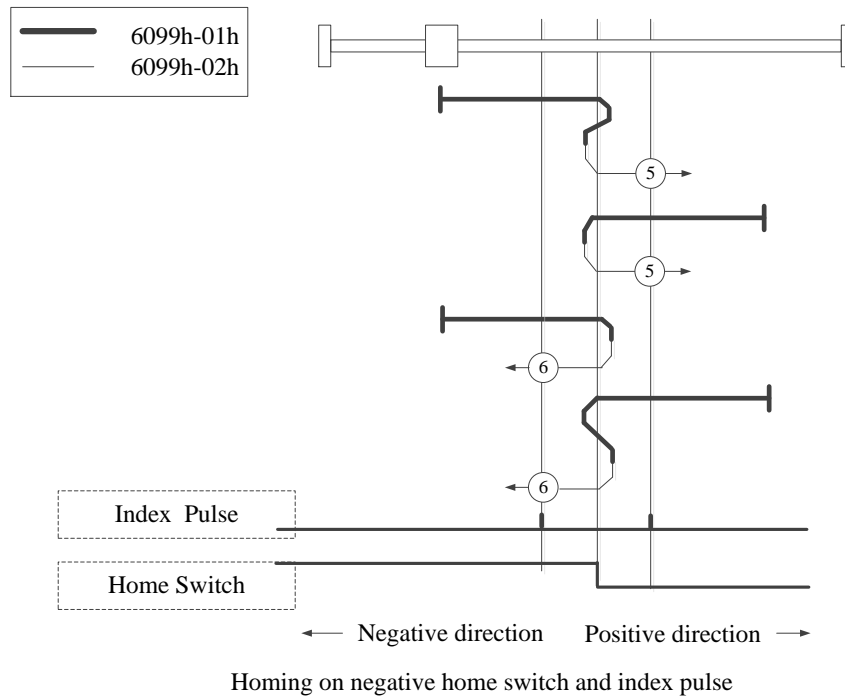 6099h-01h
6099h-02h
5
5
6
6
Index Pulse
Home Switch
Negative direction Positive direction
Homing on negative home switch and index pulse